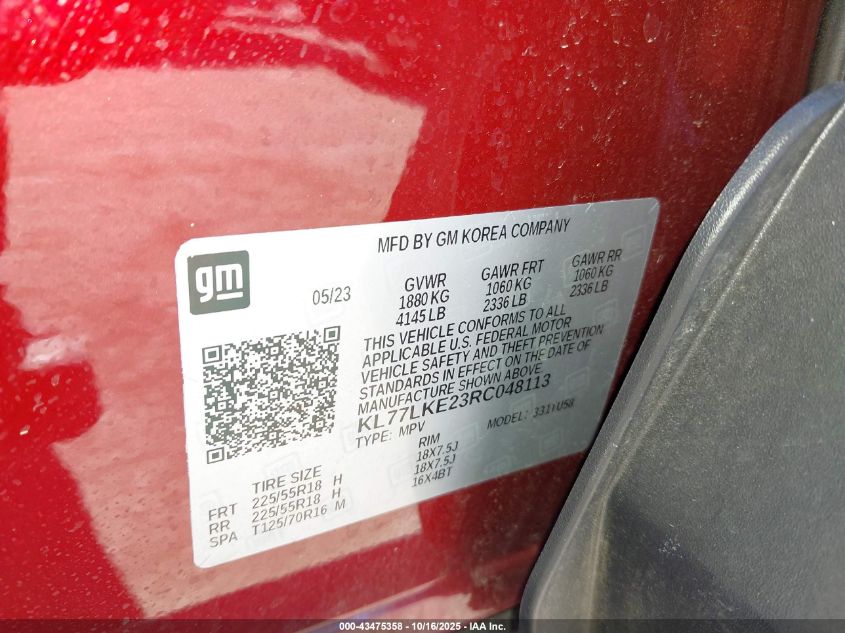 MFD BY GM KOREA COMPANY
gm
05/23
GVWR GAWR FRT GAWR RR
1880 KG 1060 KG 1060 KG
4145 LB 2336 LB 2336 LB
THIS VEHICLE CONFORMS TO ALL
APPLICABLE U.S. FEDERAL MOTOR
VEHICLE SAFETY AND THEFT PREVENTION
STANDARDS IN EFFECT ON THE DATE OF
MANUFACTURE SHOWN ABOVE.
KL77LKE23RC048113
TYPE: MPV MODEL:
TIRE SIZE RIM
FRT 225/55R18 H 18X7.5J
RR 225/55R18 H 18X7.5J
SPA T125/70R16 M 16X4BT
000-43475358 - 10/16/2025 - IAA Inc.